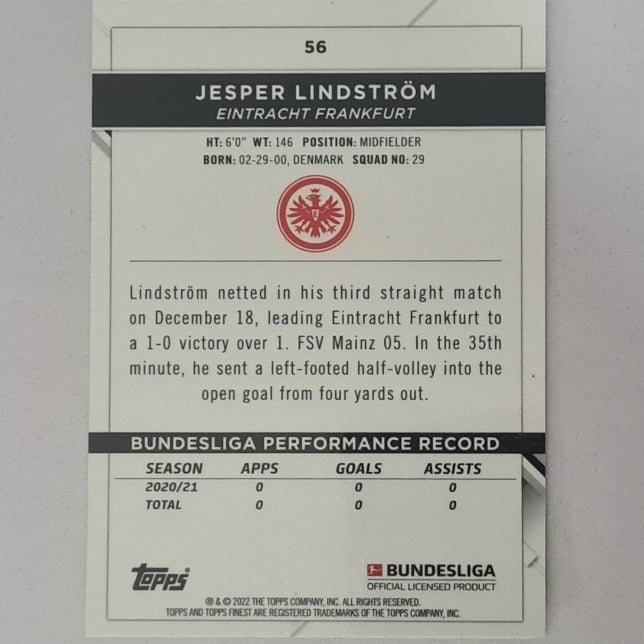 56
JESPER LINDSTRÖM
EINTRACHT FRANKFURT
HT: 6'0" WT: 146 POSITION: MIDFIELDER
BORN: 02-29-00, DENMARK SQUAD NO: 29
Lindström netted in his third straight match
on December 18, leading Eintracht Frankfurt to
a 1-0 victory over 1. FSV Mainz 05. In the 35th
minute, he sent a left-footed half-volley into the
open goal from four yards out.
BUNDESLIGA PERFORMANCE RECORD
SEASON APPS GOALS ASSISTS
2020/21 0 0 0
TOTAL 0 0 0
Topps
BUNDESLIGA
OFFICIAL LICENSED PRODUCT
® & © 2022 THE TOPPS COMPANY, INC. ALL RIGHTS RESERVED.
TOPPS AND TOPPS FINEST ARE REGISTERED TRADEMARKS OF THE TOPPS COMPANY, INC.